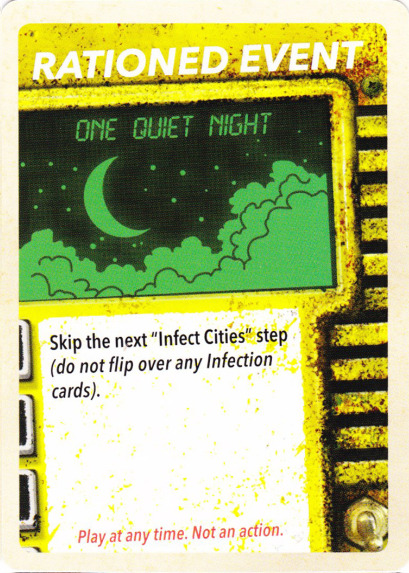 RATIONED EVENT
ONE QUIET NIGHT
Skip the next "Infect Cities" step
(do not flip over any Infection
cards).
Play at any time. Not an action.